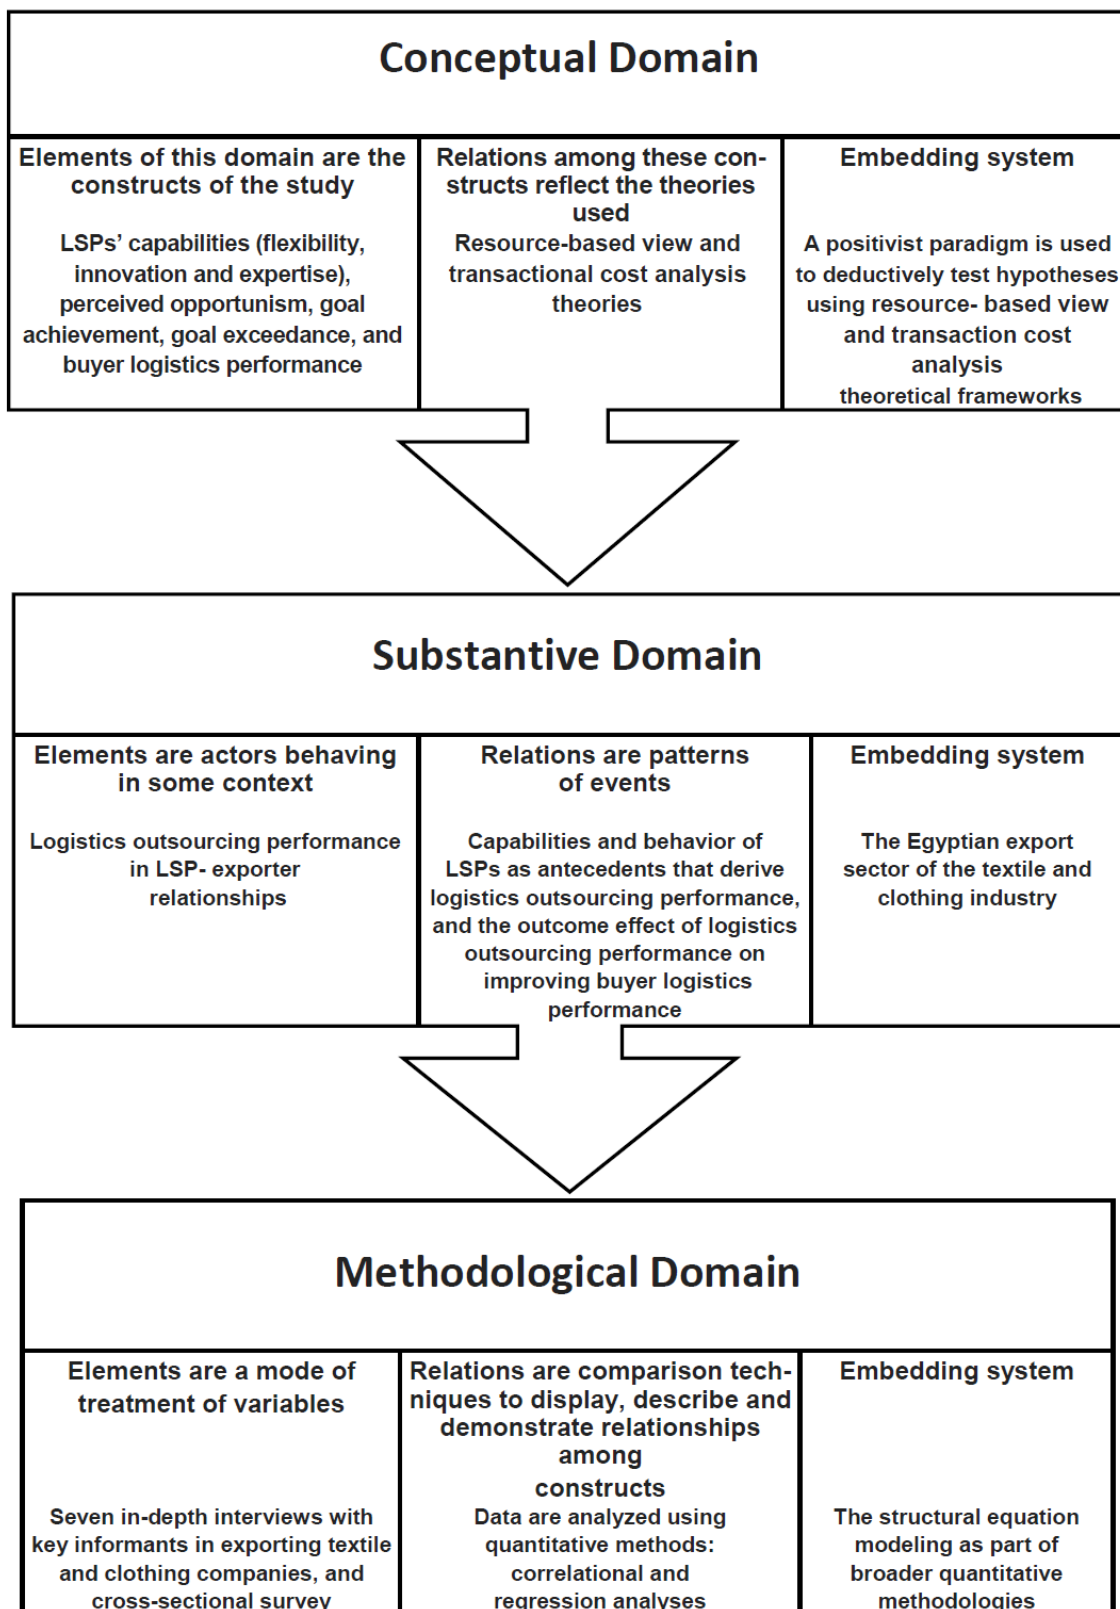 Conceptual Domain
Elements of this domain are the
constructs of the study
LSPs’ capabilities (flexibility,
innovation and expertise),
perceived opportunism, goal
achievement, goal exceedance, and
buyer logistics performance
Relations among these con-
structs reflect the theories
used
Resource-based view and
transactional cost analysis
theories
Embedding system
A positivist paradigm is used
to deductively test hypotheses
using resource- based view
and transaction cost
analysis
theoretical frameworks
Substantive Domain
Elements are actors behaving
in some context
Logistics outsourcing performance
in LSP- exporter
relationships
Relations are patterns
of events
Capabilities and behavior of
LSPs as antecedents that derive
logistics outsourcing performance,
and the outcome effect of logistics
outsourcing performance on
improving buyer logistics
performance
Embedding system
The Egyptian export
sector of the textile and
clothing industry
Methodological Domain
Elements are a mode of
treatment of variables
Seven in-depth interviews with
key informants in exporting textile
and clothing companies, and
cross-sectional survey
Relations are comparison tech-
niques to display, describe and
demonstrate relationships
among
constructs
Data are analyzed using
quantitative methods:
correlational and
regression analyses
Embedding system
The structural equation
modeling as part of
broader quantitative
methodologies